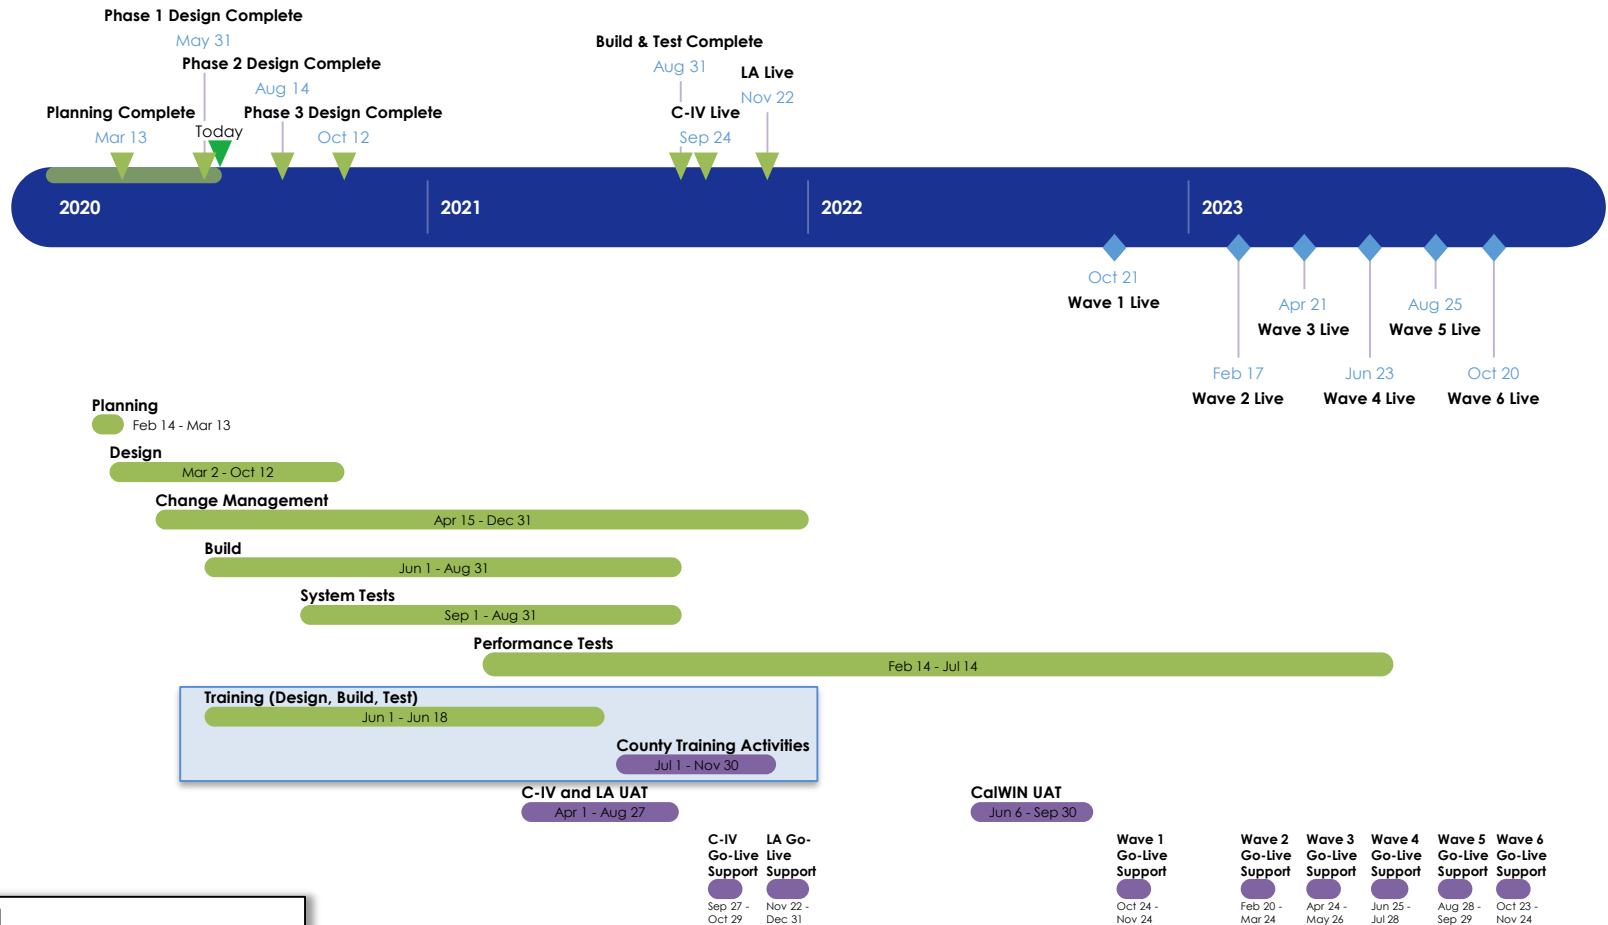 Phase 1 Design Complete
May 31
Phase 2 Design Complete
Aug 14
Planning Complete
Mar 13
Today
Phase 3 Design Complete
Oct 12
Build & Test Complete
Aug 31
LA Live
Nov 22
C-IV Live
Sep 24
2020
2021
2022
2023
Oct 21
Wave 1 Live
Apr 21
Wave 3 Live
Aug 25
Wave 5 Live
Feb 17
Wave 2 Live
Jun 23
Wave 4 Live
Oct 20
Wave 6 Live
Planning
Feb 14 - Mar 13
Design
Mar 2 - Oct 12
Change Management
Apr 15 - Dec 31
Build
Jun 1 - Aug 31
System Tests
Sep 1 - Aug 31
Performance Tests
Feb 14 - Jul 14
Training (Design, Build, Test)
Jun 1 - Jun 18
County Training Activities
Jul 1 - Nov 30
C-IV and LA UAT
Apr 1 - Aug 27
CalWIN UAT
Jun 6 - Sep 30
C-IV
Go-Live
Support
Sep 27 -
Oct 29
LA Go-
Live
Support
Nov 22 -
Dec 31
Wave 1
Go-Live
Support
Oct 24 -
Nov 24
Wave 2
Go-Live
Support
Feb 20 -
Mar 24
Wave 3
Go-Live
Support
Apr 24 -
May 26
Wave 4
Go-Live
Support
Jun 25 -
Jul 28
Wave 5
Go-Live
Support
Aug 28 -
Sep 29
Wave 6
Go-Live
Support
Oct 23 -
Nov 24